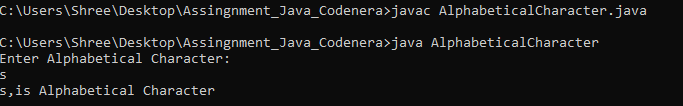 C:\Users\Shree\Desktop\Assingnment_Java_Codenera>javac AlphabeticalCharacter.java
C:\Users\Shree\Desktop\Assingnment_Java_Codenera>java AlphabeticalCharacter
Enter Alphabetical Character:
s
s,is Alphabetical Character